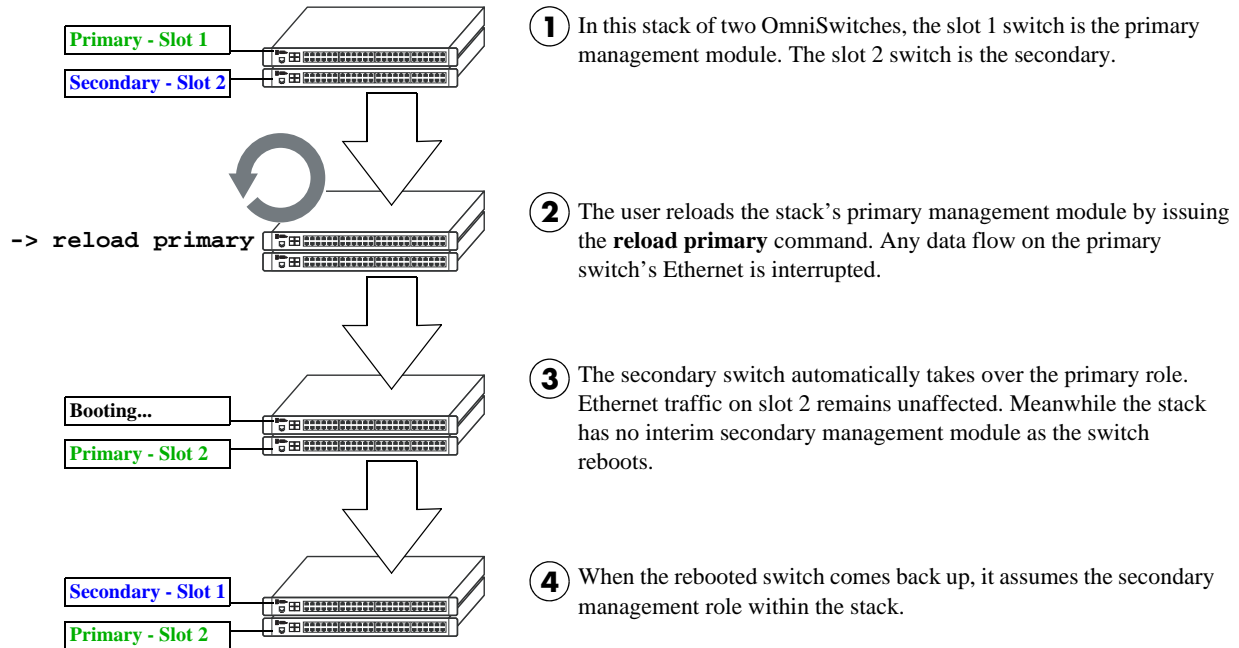 Primary - Slot 1
Secondary - Slot 2
1 In this stack of two OmniSwitches, the slot 1 switch is the primary
management module. The slot 2 switch is the secondary.
-> reload primary
2 The user reloads the stack’s primary management module by issuing
the reload primary command. Any data flow on the primary
switch’s Ethernet is interrupted.
Booting...
Primary - Slot 2
3 The secondary switch automatically takes over the primary role.
Ethernet traffic on slot 2 remains unaffected. Meanwhile the stack
has no interim secondary management module as the switch
reboots.
Secondary - Slot 1
Primary - Slot 2
4 When the rebooted switch comes back up, it assumes the secondary
management role within the stack.